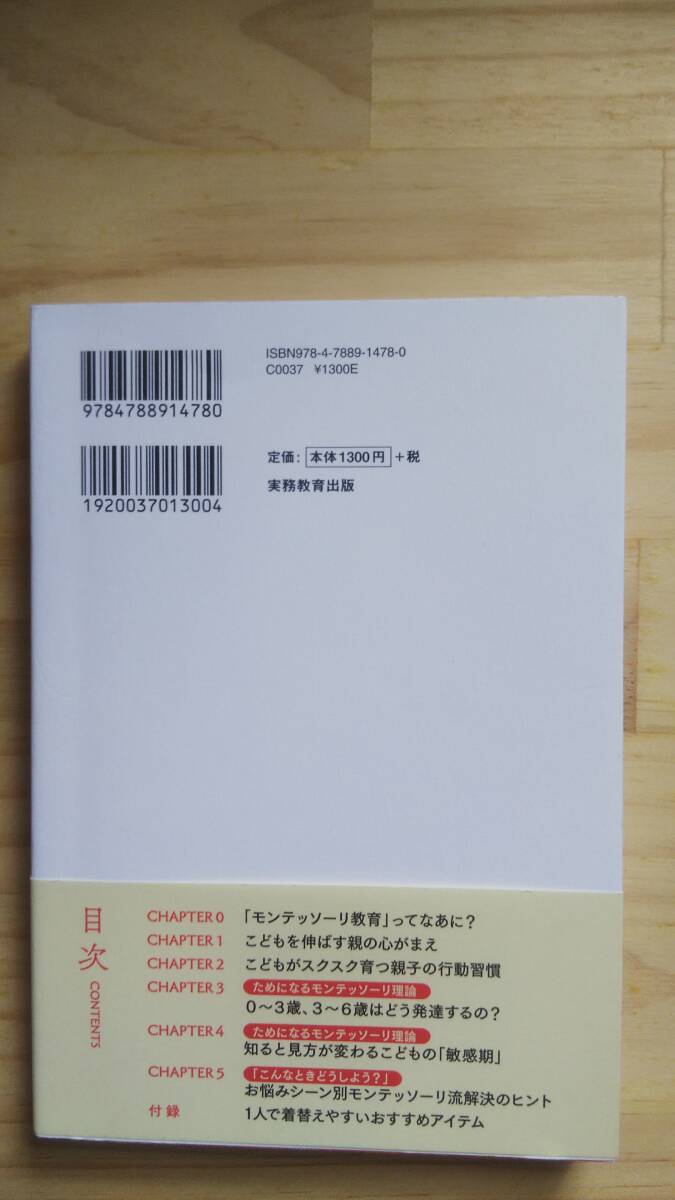 ISBN978-4-7889-1478-0
C0037 ¥1300E
9784788914780
定価: 本体1300円 +税
実務教育出版
1920037013004
目次 CONTENTS
CHAPTER 0 「モンテッソーリ教育」ってなあに?
CHAPTER 1 こどもを伸ばす親の心がまえ
CHAPTER 2 こどもがスクスク育つ親子の行動習慣
CHAPTER 3 ためになるモンテッソーリ理論
0〜3歳、3〜6歳はどう発達するの?
CHAPTER 4 ためになるモンテッソーリ理論
知ると見方が変わるこどもの「敏感期」
CHAPTER 5 「こんなときどうしよう?」
お悩みシーン別モンテッソーリ流解決のヒント
付録 1人で着替えやすいおすすめアイテム